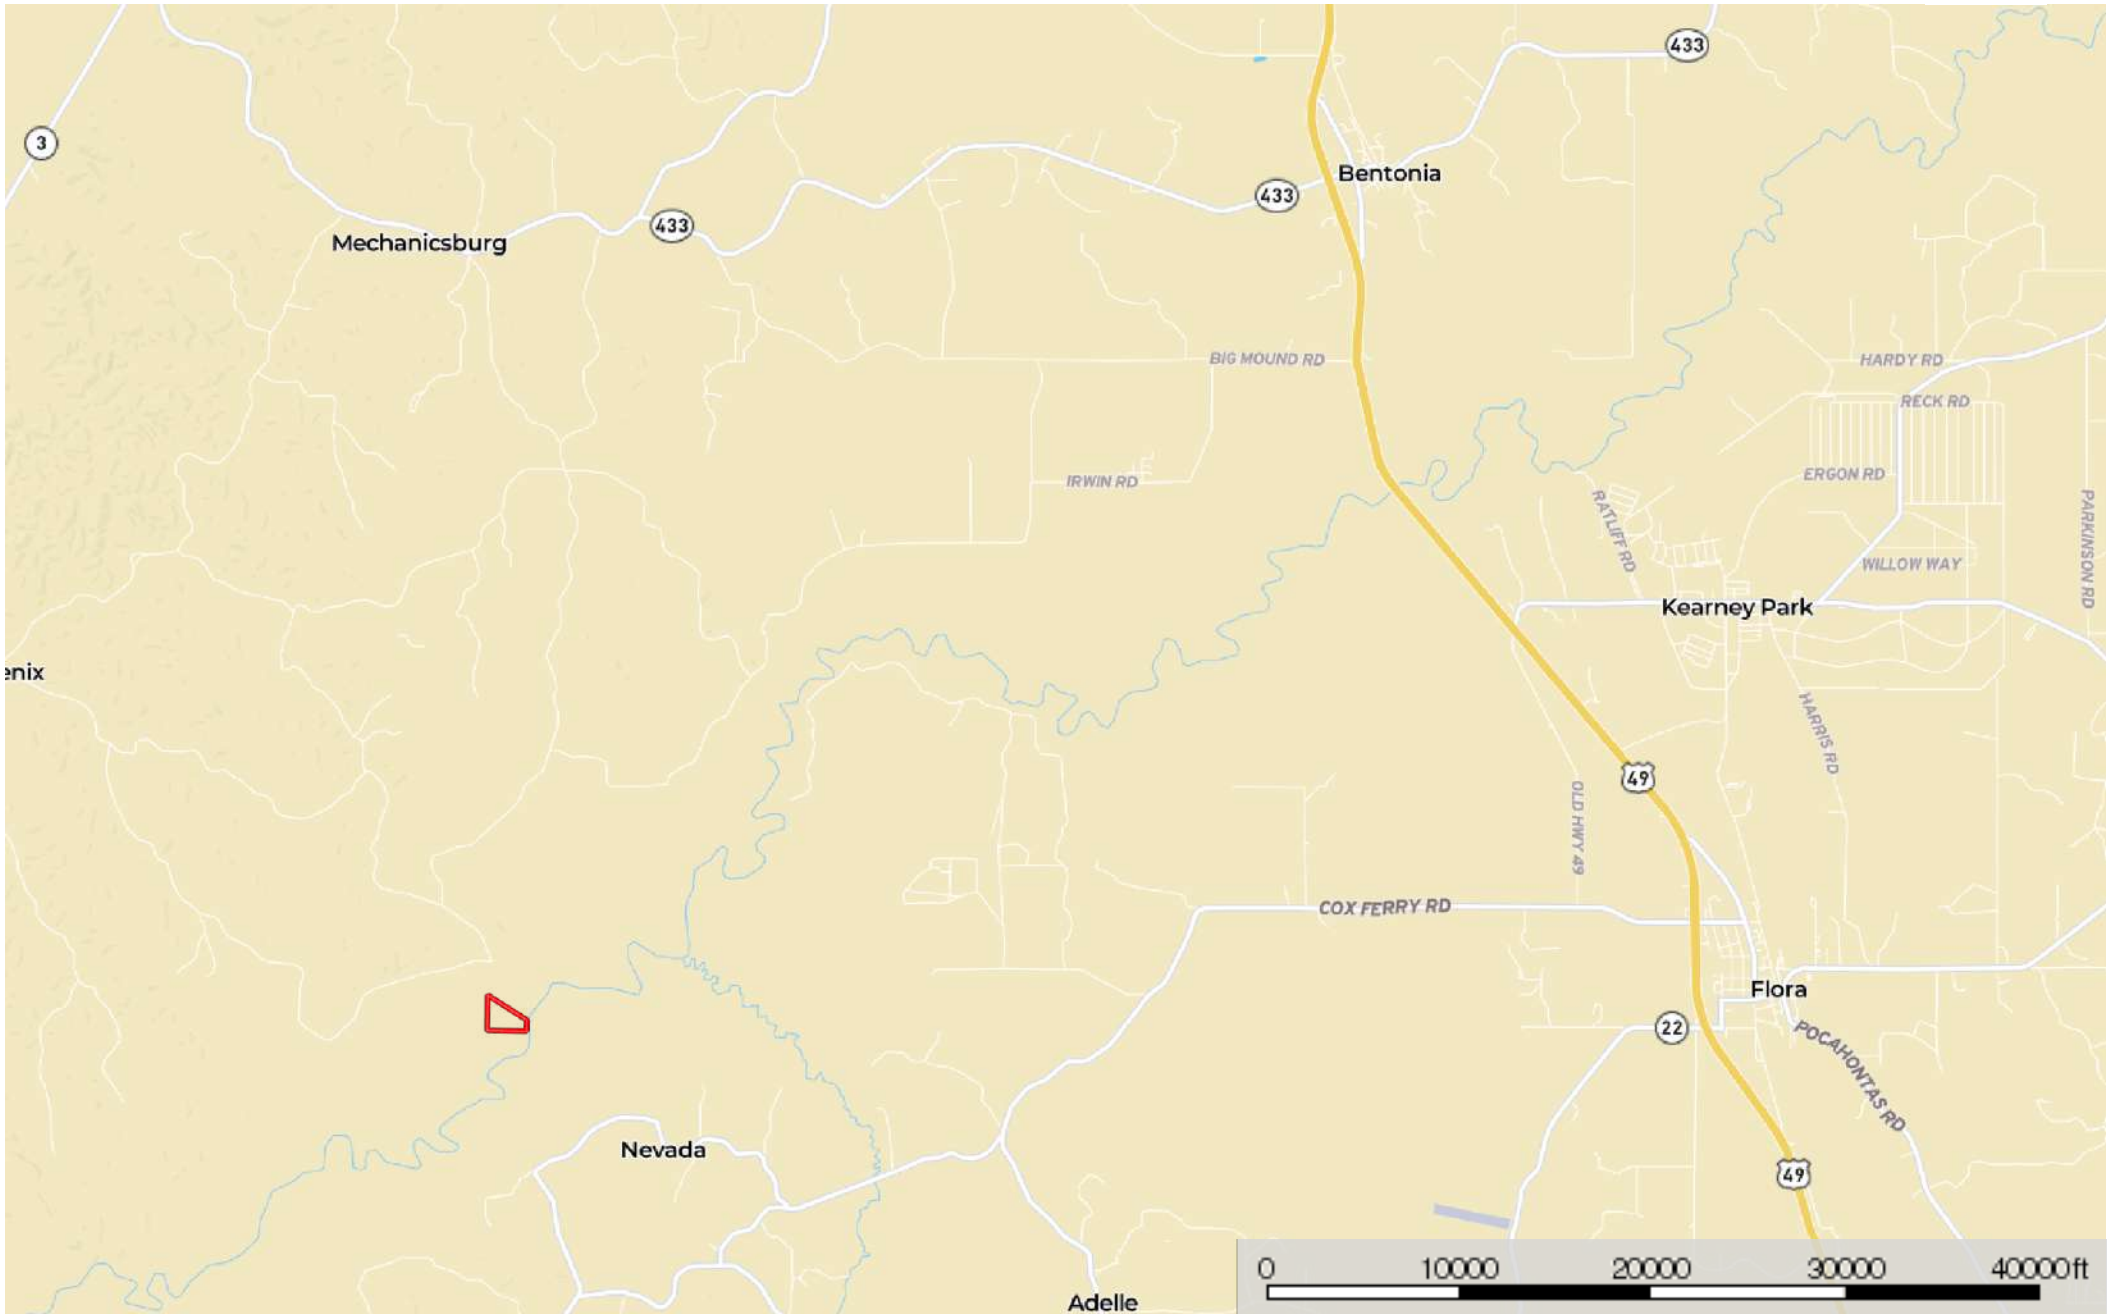 433
3
Bentonia
433
433
Mechanicsburg
BIG MOUND RD
HARDY RD
RECK RD
IRWIN RD
ERGON RD
RATLIFF RD
PARKINSON RD
WILLOW WAY
Kearney Park
enix
HARRIS RD
49
OLD HWY 49
COX FERRY RD
Flora
22
POCAHONTAS RD
Nevada
49
0 10000 20000 30000 40000 ft
Adelle